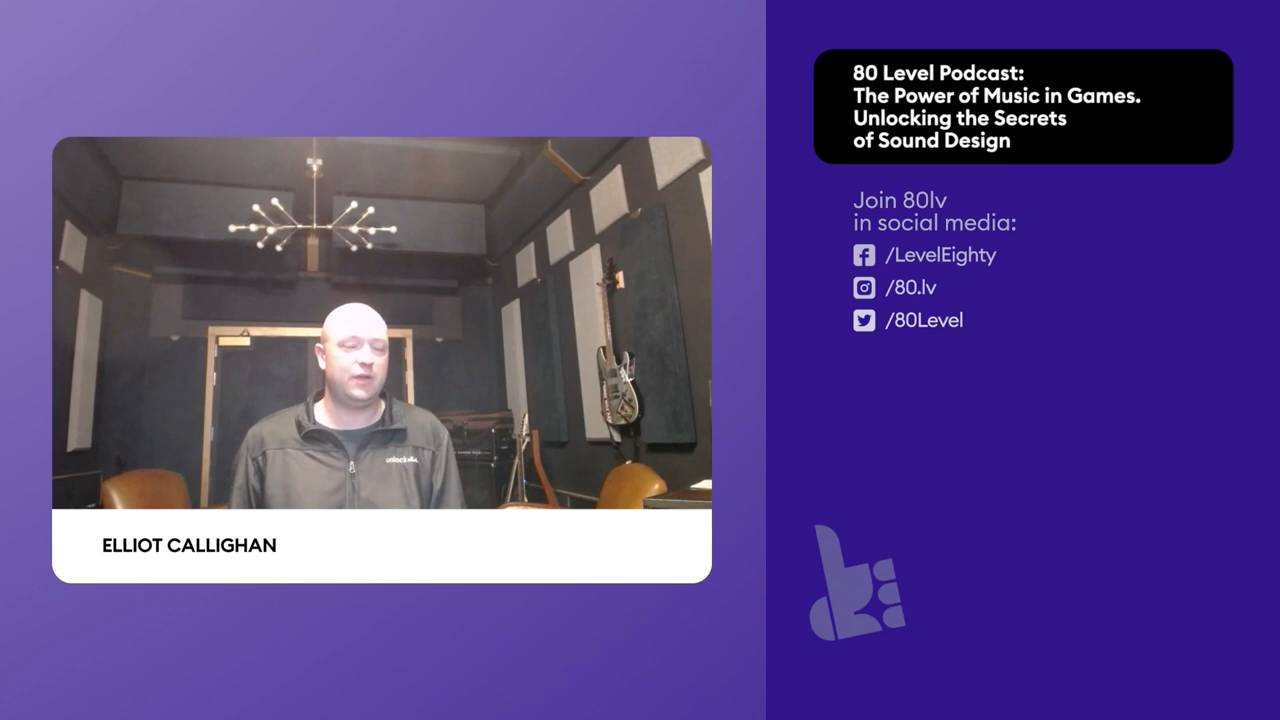 80 Level Podcast:
The Power of Music in Games.
Unlocking the Secrets
of Sound Design
Join 80lv
in social media:
/LevelEighty
/80.lv
/80Level
ELLIOT CALLIGHAN